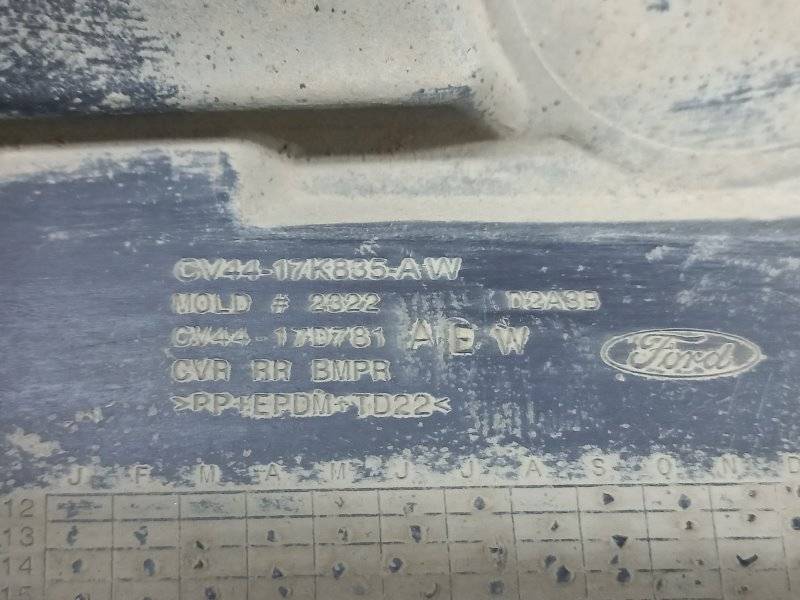 CV44-17K835-AW
MOLD # 2322 D2A3B
CV44-17D781 AEW
Ford
CVR RR BMPR
>PP+EPDM+TD22<
J F M A M J J A S O N D
12
13
14
15